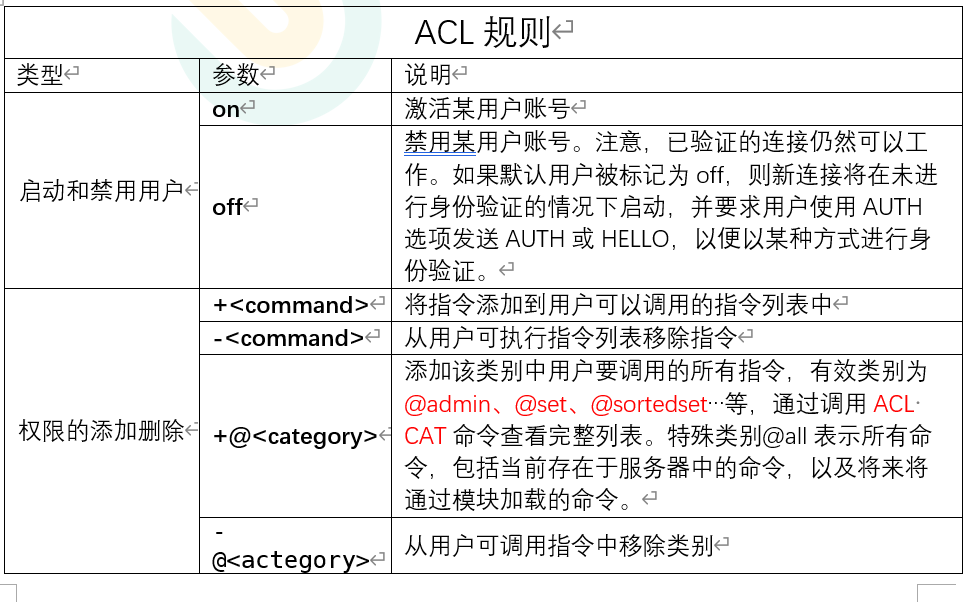 ACL 规则
类型 参数 说明
启动和禁用用户
on
激活某用户账号
off
禁用某用户账号。注意，已验证的连接仍然可以工
作。如果默认用户被标记为 off，则新连接将在未进
行身份验证的情况下启动，并要求用户使用 AUTH
选项发送 AUTH 或 HELLO，以便以某种方式进行身
份验证。
权限的添加删除
+<command>
将指令添加到用户可以调用的指令列表中
-<command>
从用户可执行指令列表移除指令
+@<category>
添加该类别中用户要调用的所有指令，有效类别为
@admin、@set、@sortedset…等，通过调用 ACL
CAT 命令查看完整列表。特殊类别@all 表示所有命
令，包括当前存在于服务器中的命令，以及将来将
通过模块加载的命令。
-
@<actegory>
从用户可调用指令中移除类别